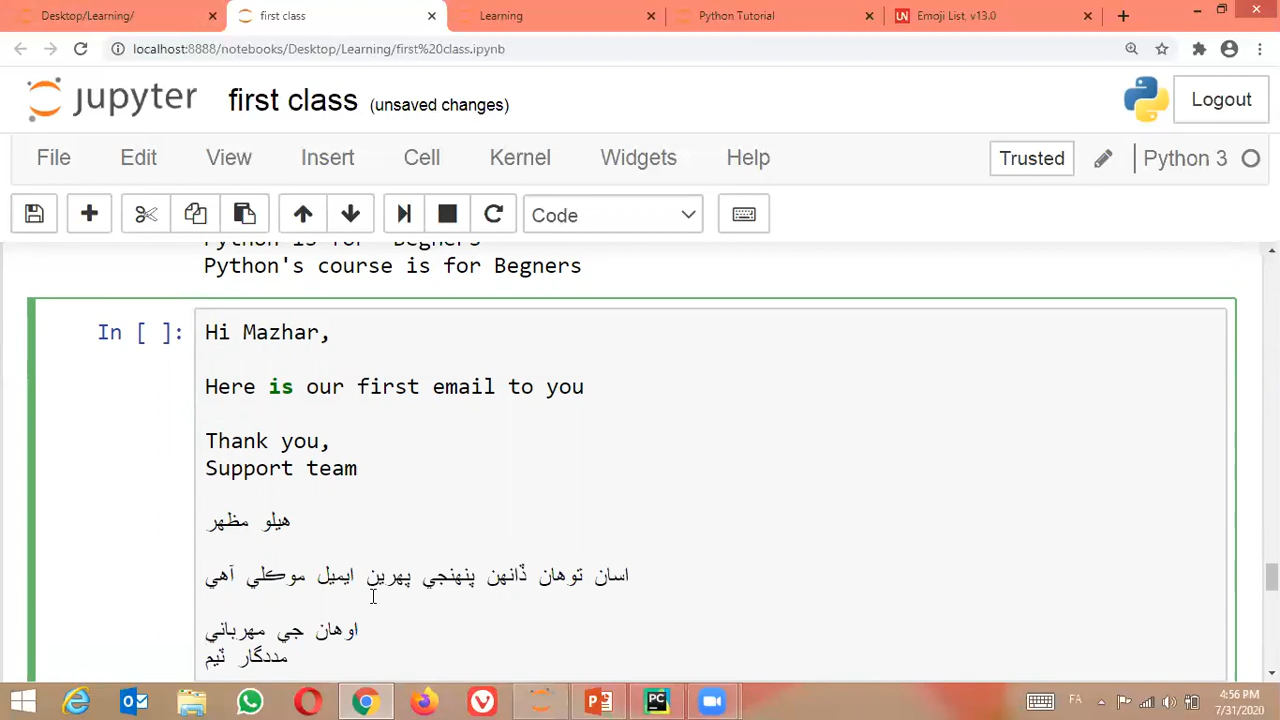 Desktop/Learning/
first class
Learning
Python Tutorial
Emoji List, v13.0
localhost:8888/notebooks/Desktop/Learning/first%20class.ipynb
jupyter first class (unsaved changes)
Logout
File Edit View Insert Cell Kernel Widgets Help
Trusted
Python 3
Code
Python is for Begners
Python's course is for Begners
In [ ]:
Hi Mazhar,
Here is our first email to you
Thank you,
Support team
هيلو مظهر
اسان توهان ڏانهن پنهنجي پهرين ايميل موڪلي آهي
اوهان جي مهرباني
مددگار ٽيم
FA
4:56 PM
7/31/2020